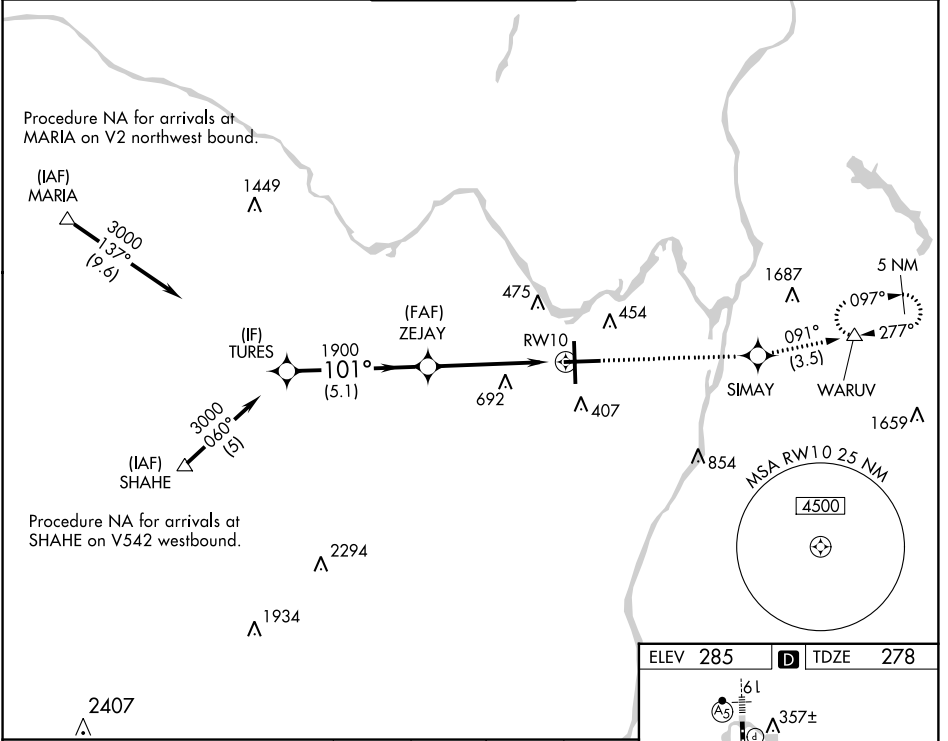 Procedure NA for arrivals at
MARIA on V2 northwest bound.
(IAF)
MARIA
3000
137°
(9.6)
1449
475
454
1687
5 NM
097°
277°
(FAF)
ZEJAY
RW10
(IF)
TURES
1900
101°
(5.1)
692
407
091°
(3.5)
SIMAY
WARUV
1659
854
3000
060°
(5)
(IAF)
SHAHE
Procedure NA for arrivals at
SHAHE on V542 westbound.
MSA RW10 25 NM
4500
2294
1934
2407
ELEV 285 D TDZE 278
19
A5
357±
P